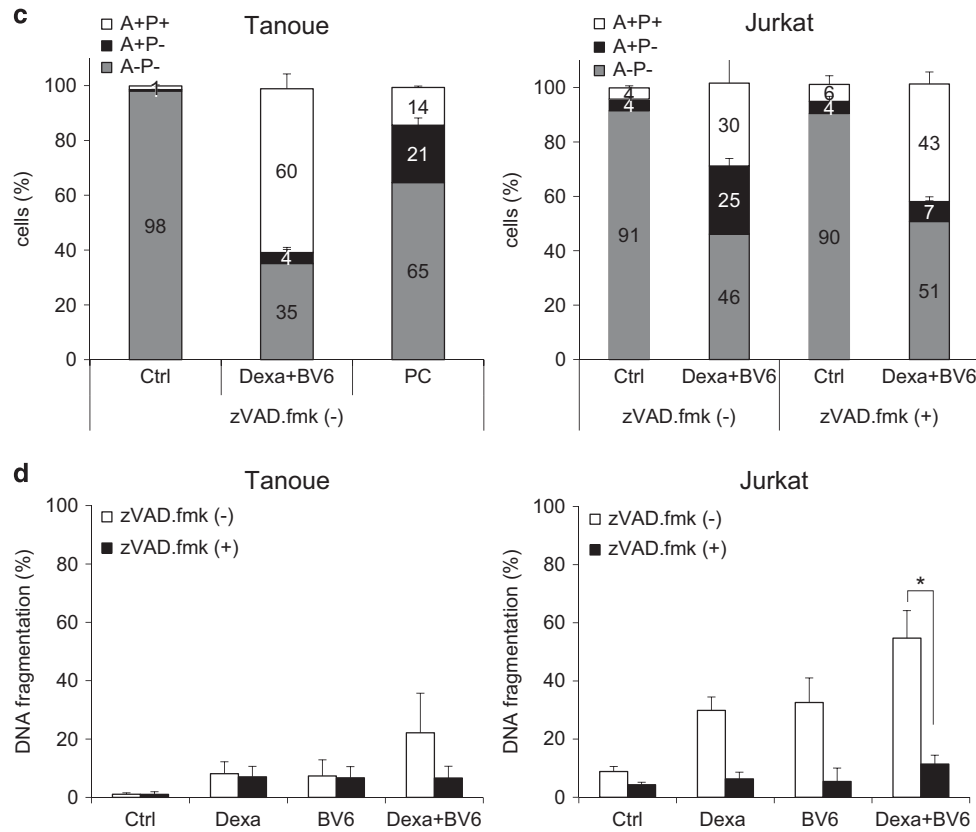 c
Tanoue
A+P+
A+P-
A-P-
cells (%)
100
80
60
40
20
0
1
98
60
4
35
14
21
65
Ctrl Dexa+BV6 PC
zVAD.fmk (-)
Jurkat
A+P+
A+P-
A-P-
cells (%)
100
80
60
40
20
0
4
4
91
30
25
46
6
4
90
43
7
51
Ctrl Dexa+BV6 Ctrl Dexa+BV6
zVAD.fmk (-) zVAD.fmk (+)
d
Tanoue
zVAD.fmk (-)
zVAD.fmk (+)
DNA fragmentation (%)
100
80
60
40
20
0
Ctrl Dexa BV6 Dexa+BV6
Jurkat
zVAD.fmk (-)
zVAD.fmk (+)
DNA fragmentation (%)
100
80
60
40
20
0
*
Ctrl Dexa BV6 Dexa+BV6